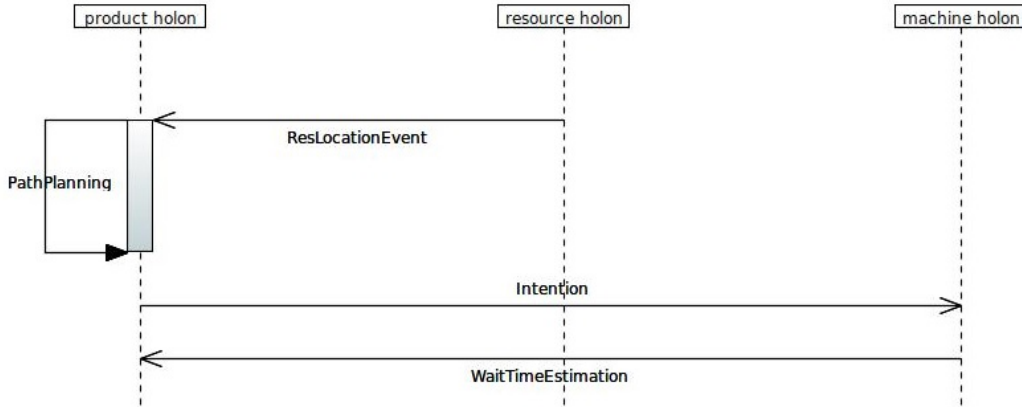 product holon
resource holon
machine holon
ResLocationEvent
PathPlanning
Intention
WaitTimeEstimation